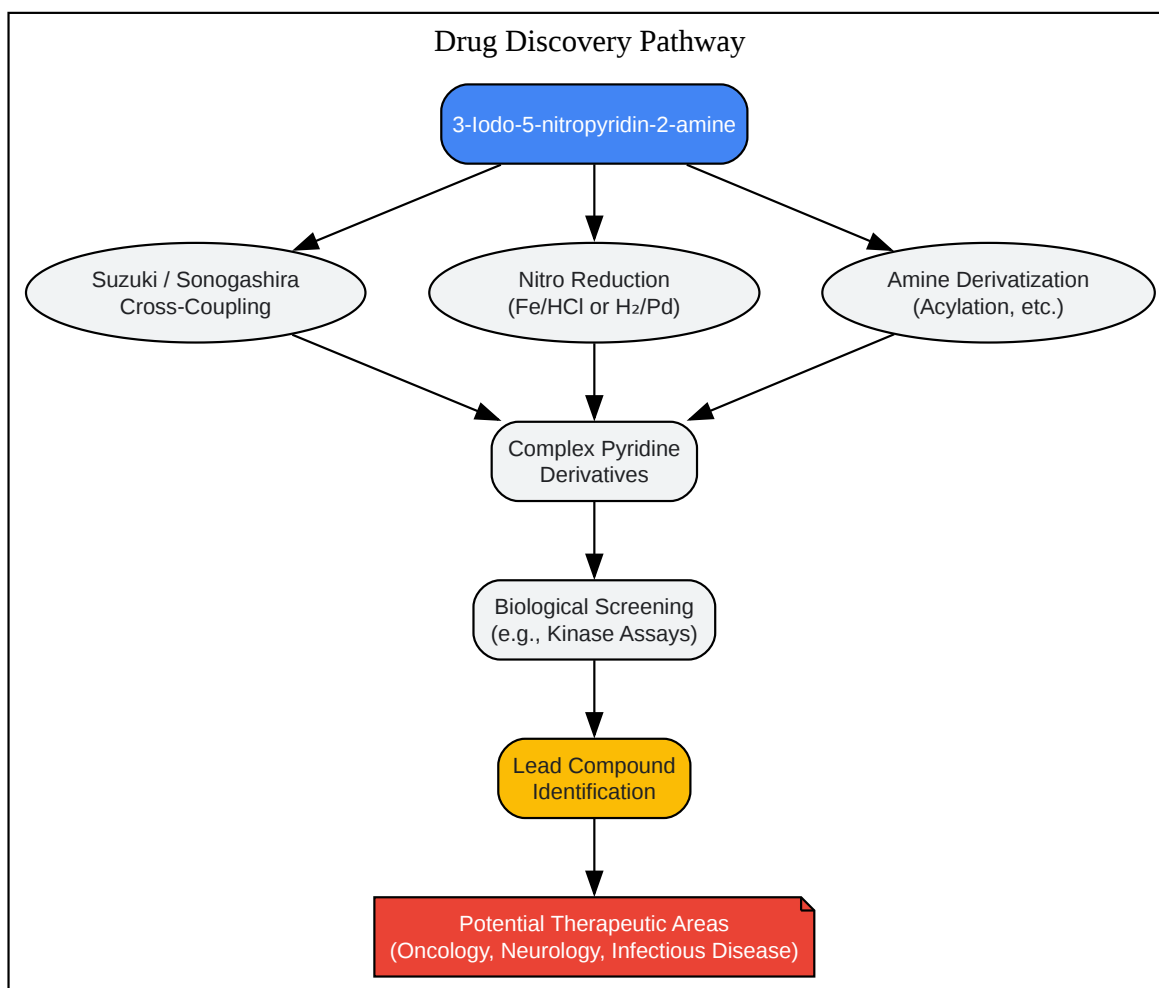 Drug Discovery Pathway
3-Iodo-5-nitropyridin-2-amine
Suzuki / Sonogashira
Cross-Coupling
Nitro Reduction
(Fe/HCl or H₂/Pd)
Amine Derivatization
(Acylation, etc.)
Complex Pyridine
Derivatives
Biological Screening
(e.g., Kinase Assays)
Lead Compound
Identification
Potential Therapeutic Areas
(Oncology, Neurology, Infectious Disease)